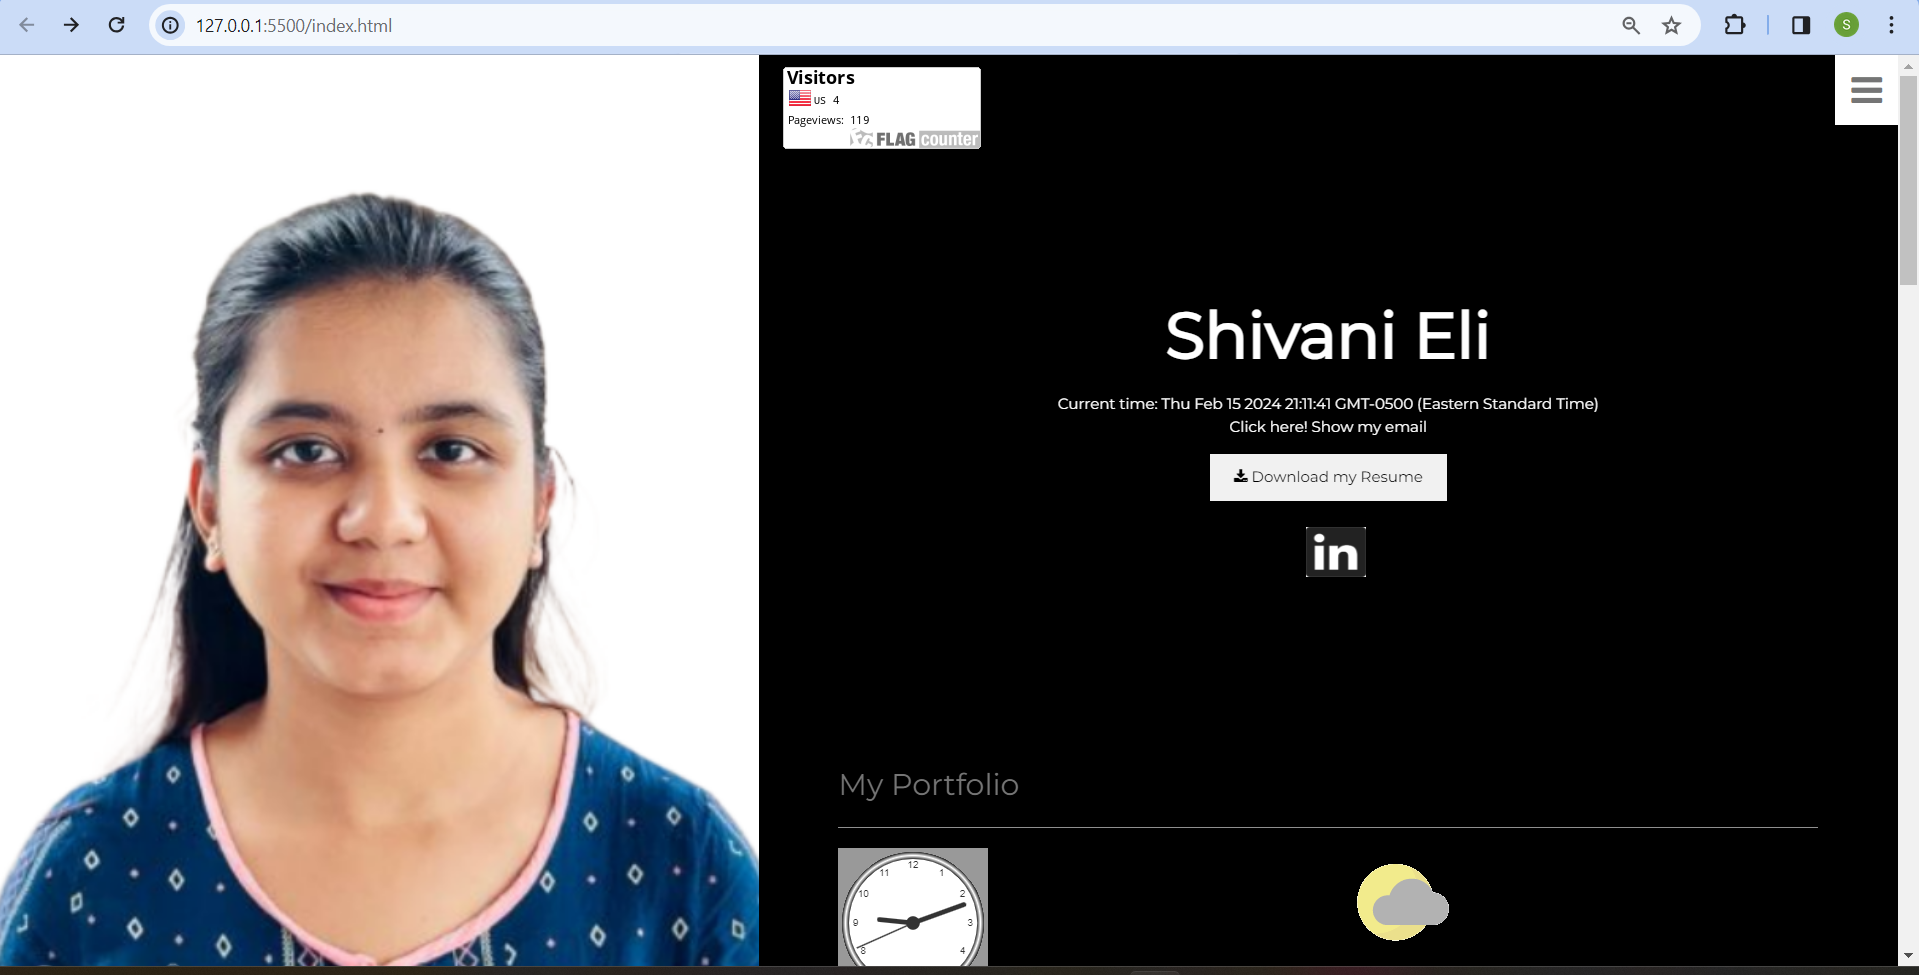 127.0.0.1:5500/index.html
S
Visitors
US 4
Pageviews: 119
FLAG counter
Shivani Eli
Current time: Thu Feb 15 2024 21:11:41 GMT-0500 (Eastern Standard Time)
Click here! Show my email
Download my Resume
in
My Portfolio
12
11 1
10 2
9 3
8 4